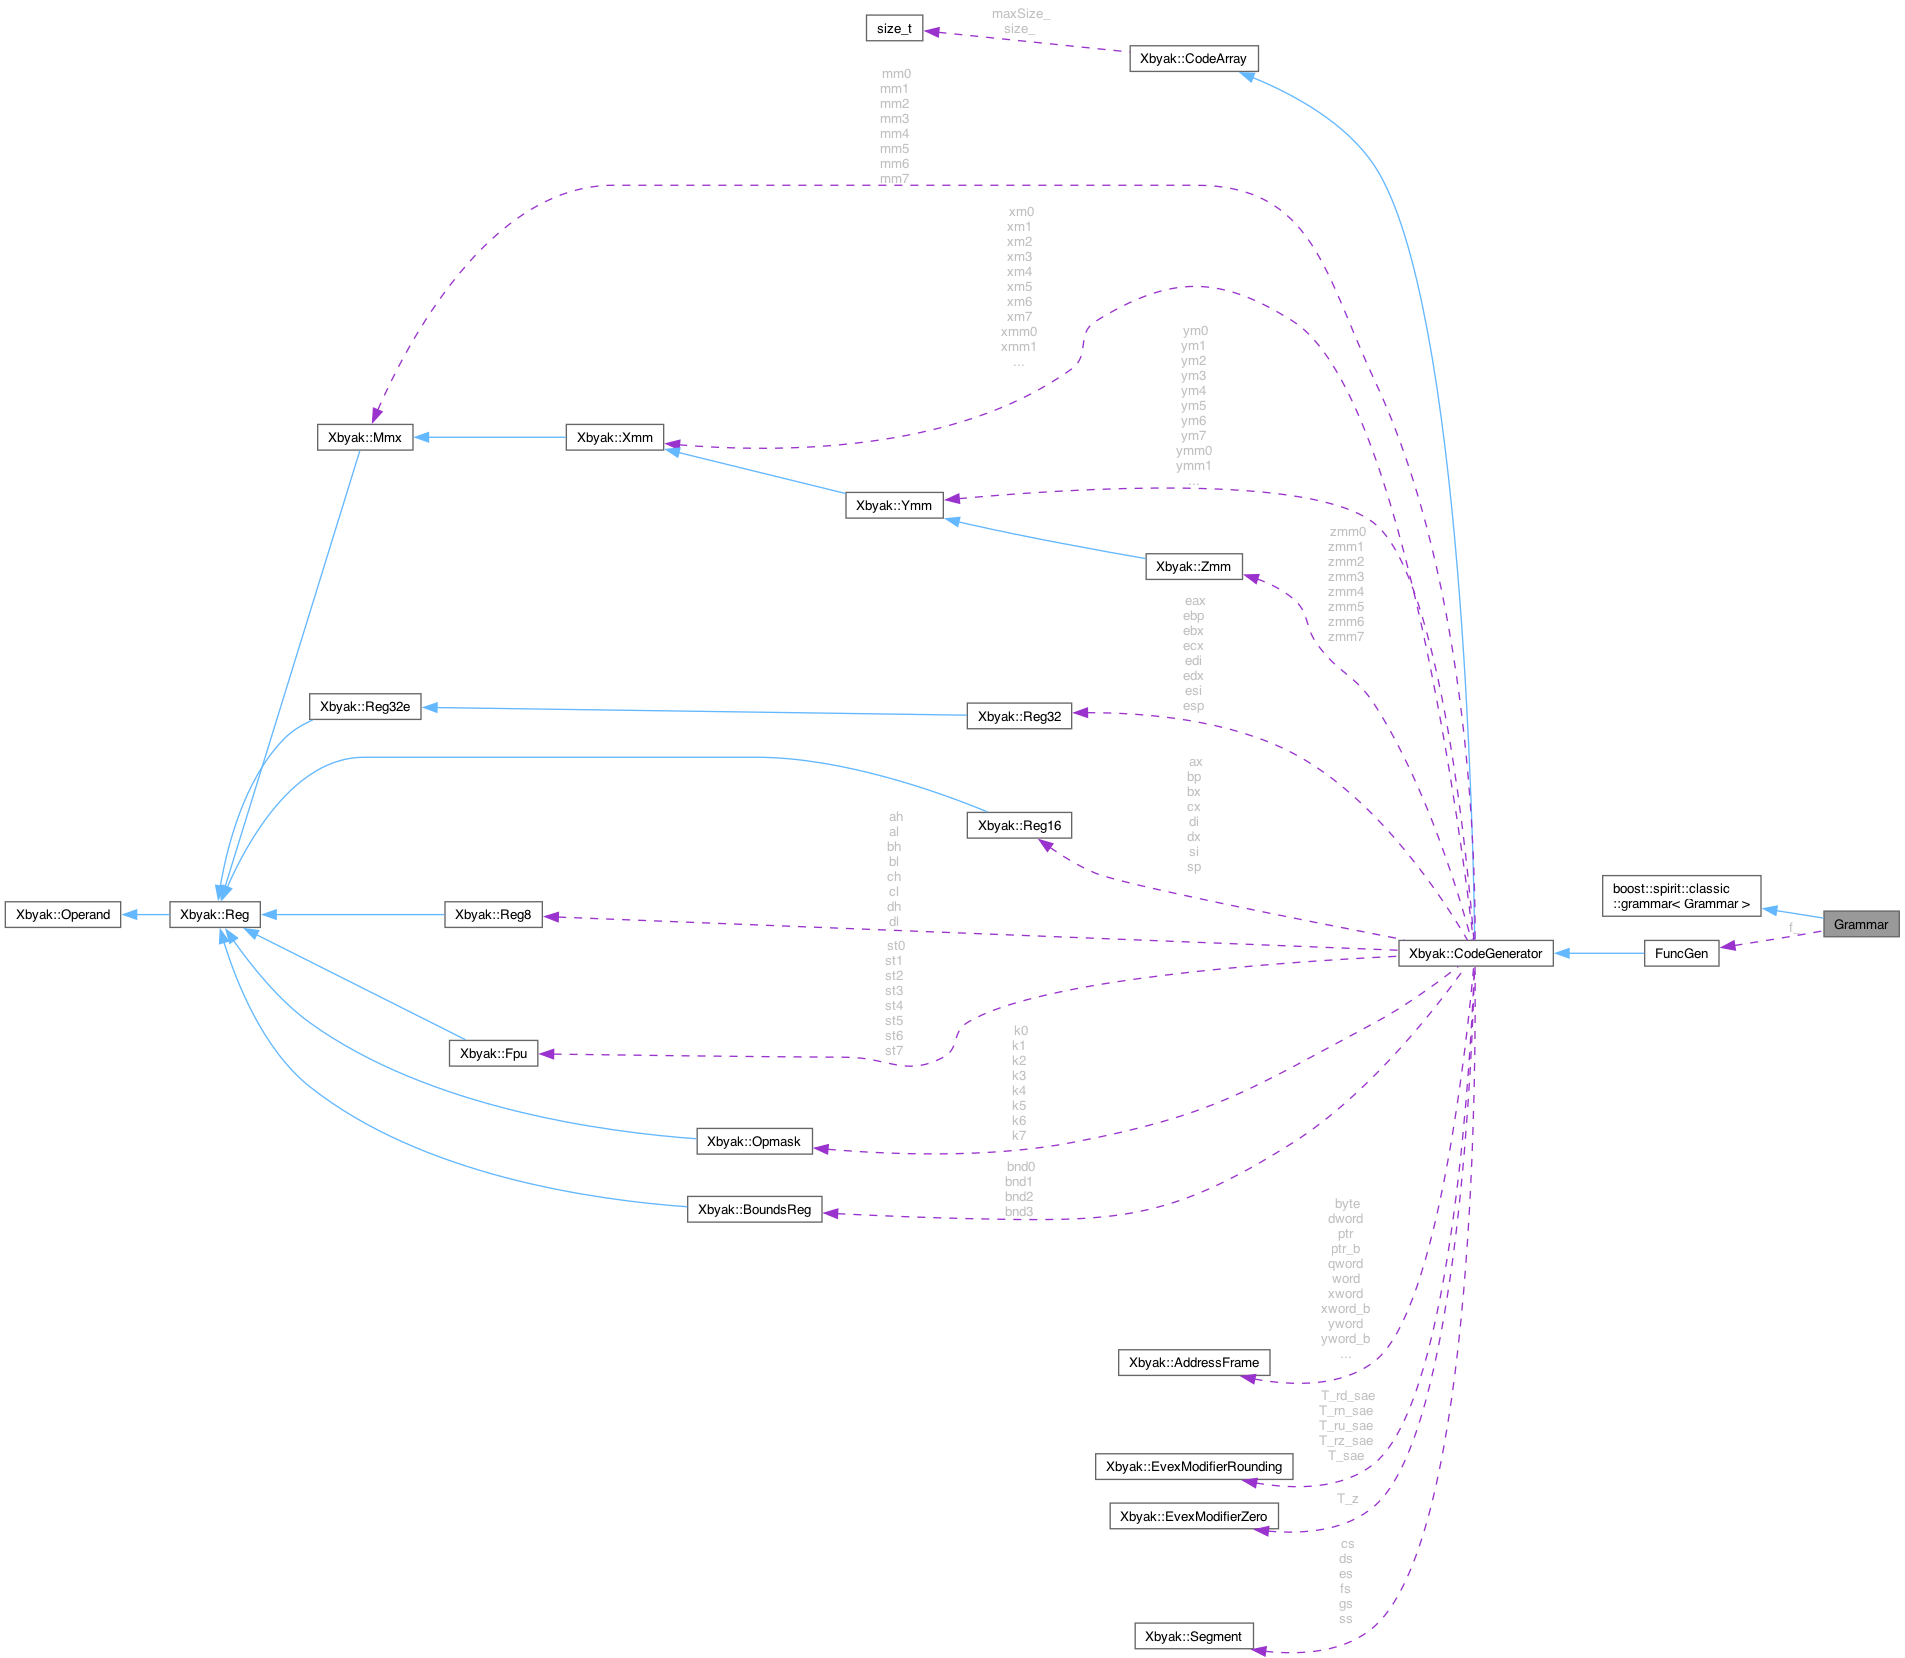 maxSize_
size_
size_t
Xbyak::CodeArray
mm0
mm1
mm2
mm3
mm4
mm5
mm6
mm7
xm0
xm1
xm2
xm3
xm4
xm5
xm6
xm7
xmm0
xmm1
...
ym0
ym1
ym2
ym3
ym4
ym5
ym6
ym7
ymm0
ymm1
...
Xbyak::Mmx
Xbyak::Xmm
Xbyak::Ymm
zmm0
zmm1
zmm2
zmm3
zmm4
zmm5
zmm6
zmm7
Xbyak::Zmm
eax
ebp
ebx
ecx
edi
edx
esi
esp
Xbyak::Reg32e
Xbyak::Reg32
ax
bp
bx
cx
di
dx
si
sp
Xbyak::Reg16
ah
al
bh
bl
ch
cl
dh
dl
Xbyak::Operand
Xbyak::Reg
Xbyak::Reg8
boost::spirit::classic
::grammar< Grammar >
Grammar
f_
FuncGen
Xbyak::CodeGenerator
st0
st1
st2
st3
st4
st5
st6
st7
Xbyak::Fpu
k0
k1
k2
k3
k4
k5
k6
k7
Xbyak::Opmask
bnd0
bnd1
bnd2
bnd3
Xbyak::BoundsReg
byte
dword
ptr
ptr_b
qword
word
xword
xword_b
yword
yword_b
...
Xbyak::AddressFrame
T_rd_sae
T_rn_sae
T_ru_sae
T_rz_sae
T_sae
Xbyak::EvexModifierRounding
T_z
Xbyak::EvexModifierZero
cs
ds
es
fs
gs
ss
Xbyak::Segment